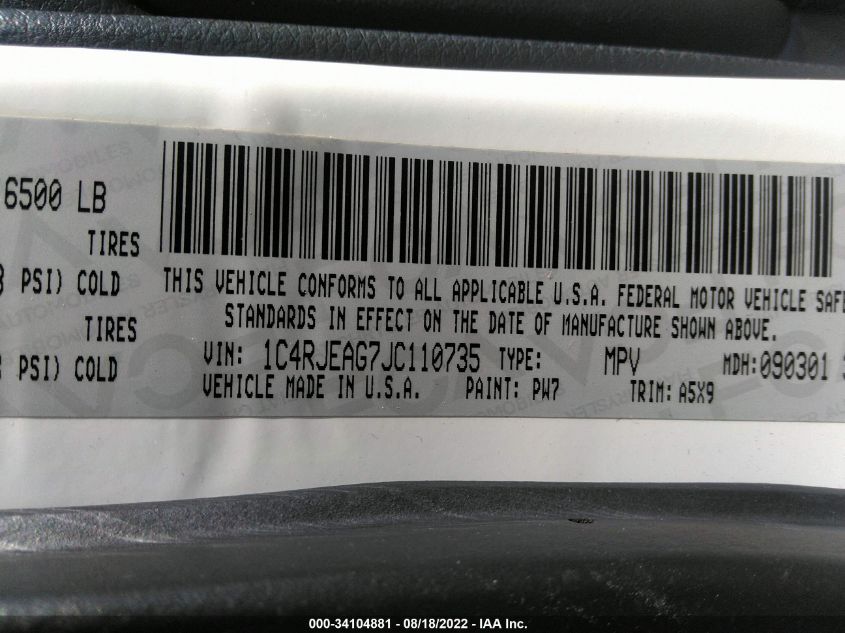 6500 LB
TIRES
PSI) COLD
TIRES
PSI) COLD
THIS VEHICLE CONFORMS TO ALL APPLICABLE U.S.A. FEDERAL MOTOR VEHICLE SAFE
STANDARDS IN EFFECT ON THE DATE OF MANUFACTURE SHOWN ABOVE.
VIN: 1C4RJEAG7JC110735 TYPE: MPV MDH:090301
VEHICLE MADE IN U.S.A. PAINT: PW7 TRIM: A5X9
000-34104881 - 08/18/2022 - IAA Inc.